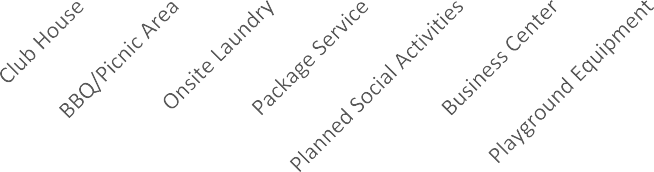 Club House
BBQ/Picnic Area
Onsite Laundry
Package Service
Planned Social Activities
Business Center
Playground Equipment